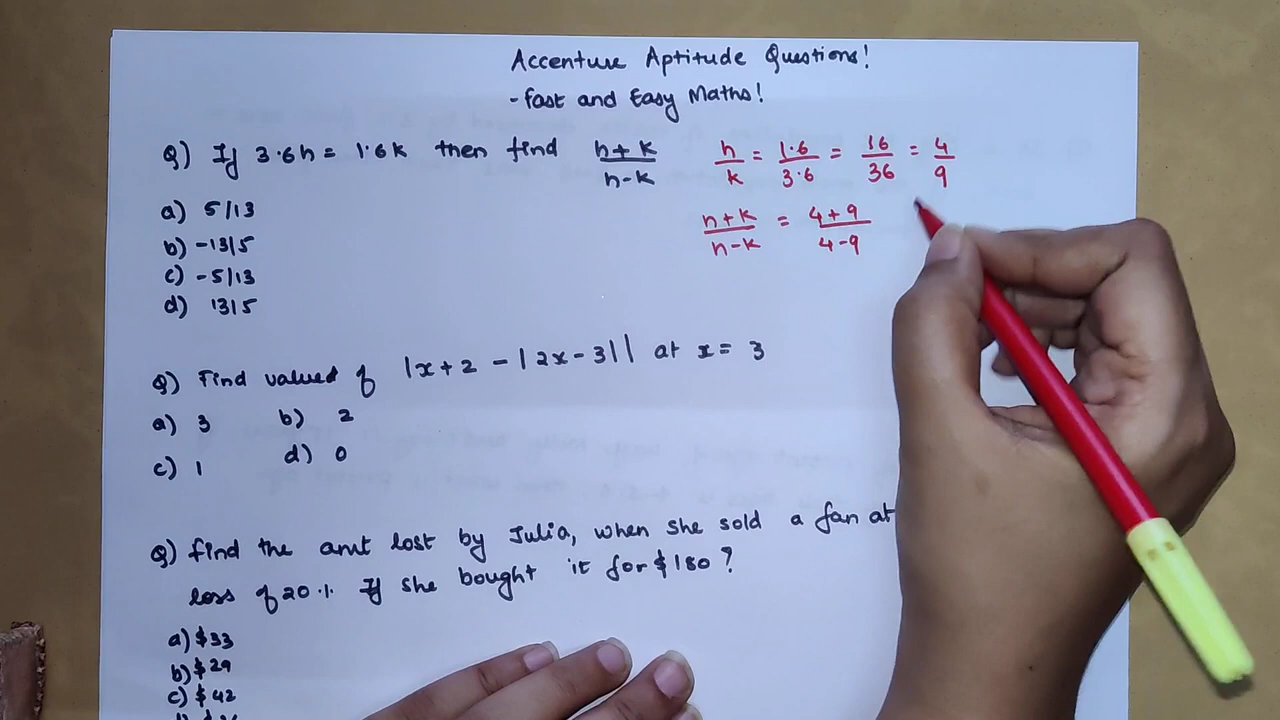 Accenture Aptitude Questions!
- Fast and Easy Maths!
Q) If 3.6h = 1.6k then find h+k / h-k
h/k = 1.6/3.6 = 16/36 = 4/9
h+k / h-k = 4+9 / 4-9
a) 5/13
b) -13/5
c) -5/13
d) 13/5
Q) Find valued of |x+2 - |2x-3|| at x = 3
a) 3 b) 2
c) 1 d) 0
Q) Find the amt lost by Julia, when she sold a fan at
loss of 20% If she bought it for $180?
a) $33
b) $29
c) $42